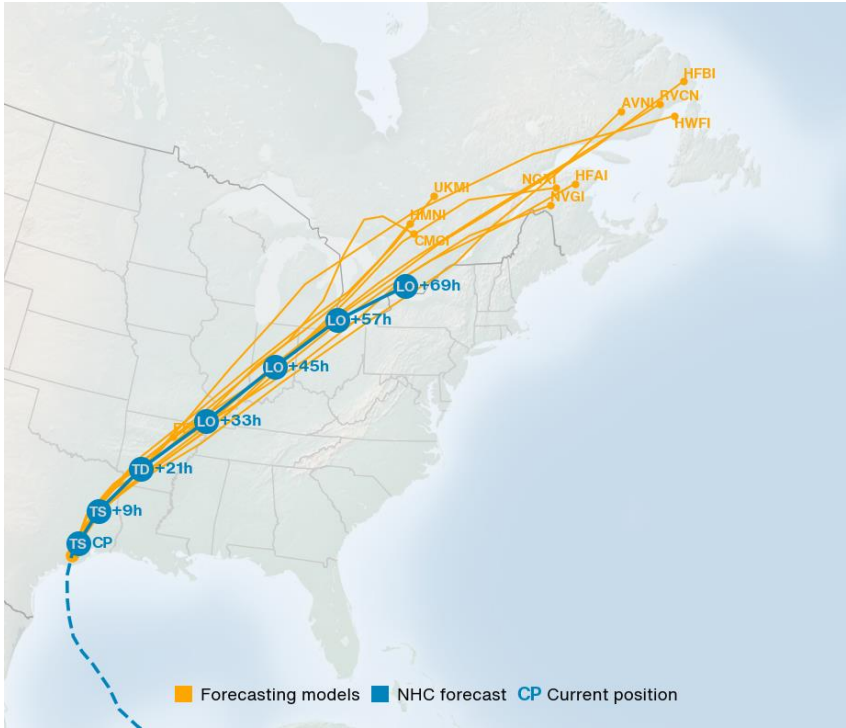 HFBI
AVNI RVCN
HWFI
NGXI HFAI
UKMI
NVGI
HMNI
CMCI
LO +69h
LO +57h
LO +45h
LO +33h
TD +21h
TS +9h
TS CP
Forecasting models NHC forecast CP Current position